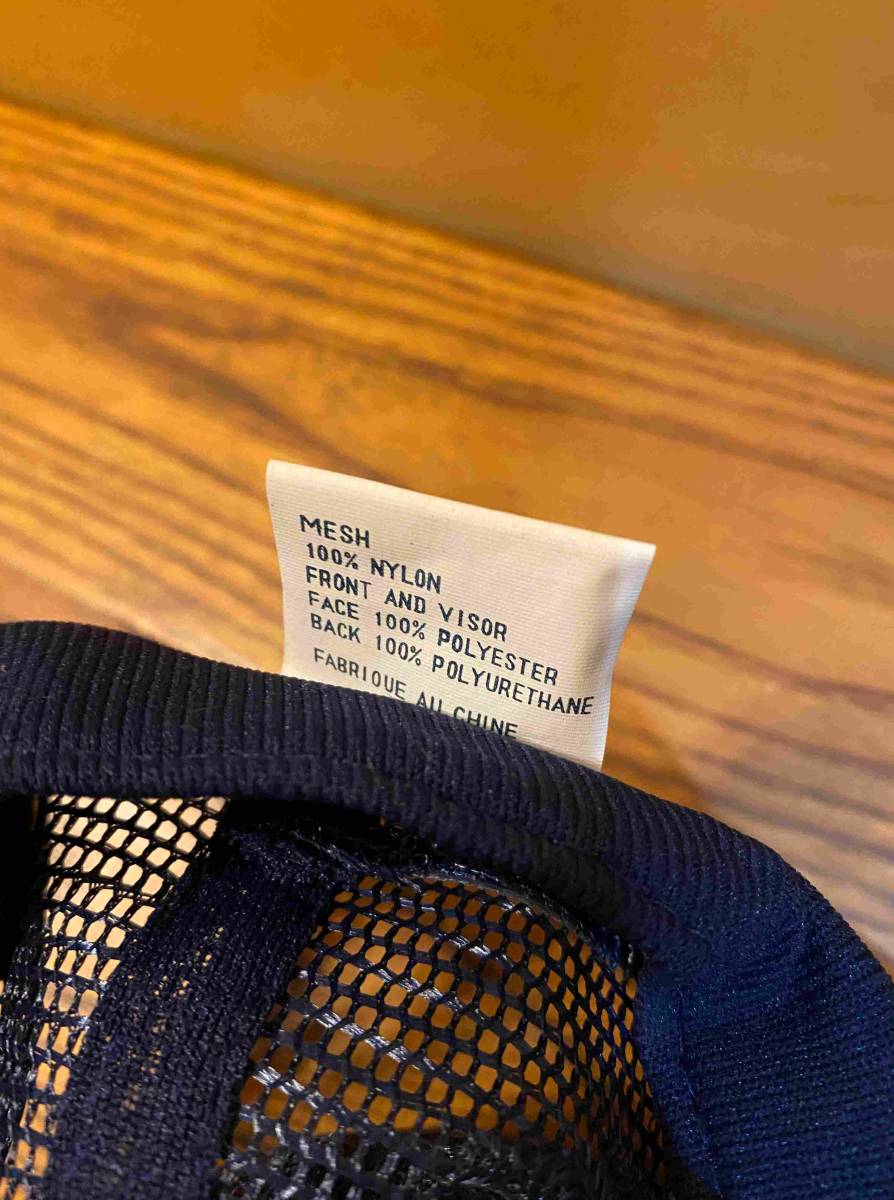 MESH
100% NYLON
FRONT AND VISOR
FACE 100% POLYESTER
BACK 100% POLYURETHANE
FABRIQUE AU CHINE